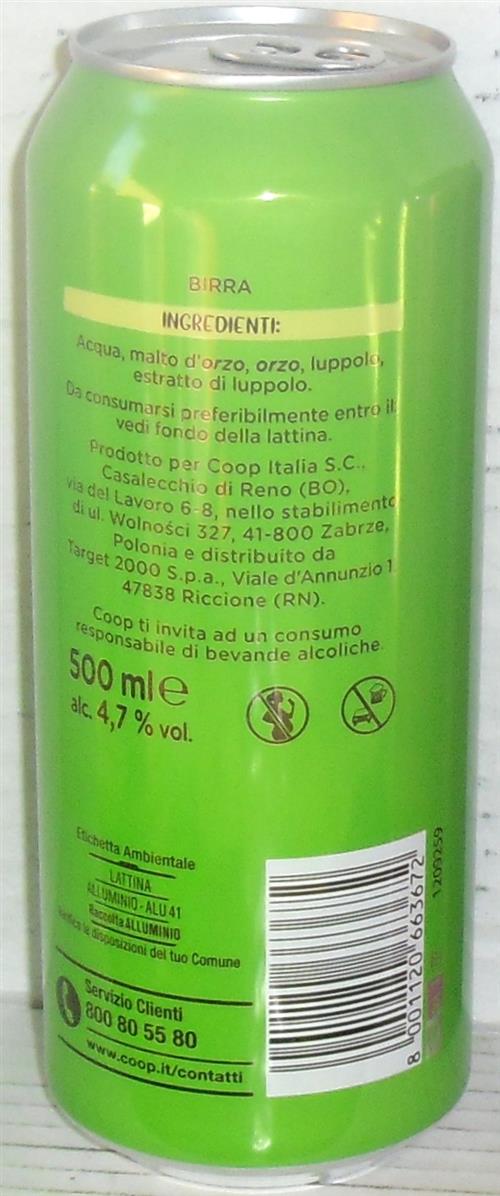 BIRRA
INGREDIENTI:
Acqua, malto d'orzo, orzo, luppolo,
estratto di luppolo.
Da consumarsi preferibilmente entro il:
vedi fondo della lattina.
Prodotto per Coop Italia S.C.,
Casalecchio di Reno (BO),
via del Lavoro 6-8, nello stabilimento
di ul. Wolności 327, 41-800 Zabrze,
Polonia e distribuito da
Target 2000 S.p.a., Viale d'Annunzio 1
47838 Riccione (RN).
Coop ti invita ad un consumo
responsabile di bevande alcoliche.
500 ml e
alc. 4,7 % vol.
Etichetta Ambientale
LATTINA
ALLUMINIO - ALU 41
Raccolta ALLUMINIO
Verifica le disposizioni del tuo Comune
Servizio Clienti
800 80 55 80
www.coop.it/contatti
8 001120 663672
1209259